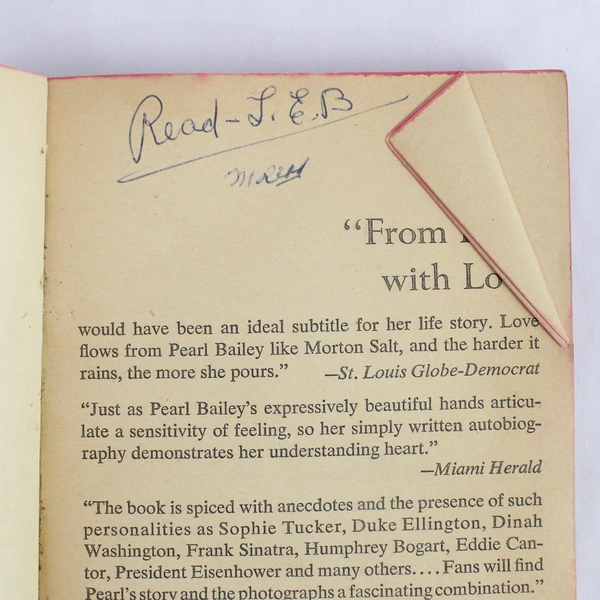 Read - L.E.B
MREH
“From
with Lo
would have been an ideal subtitle for her life story. Love
flows from Pearl Bailey like Morton Salt, and the harder it
rains, the more she pours.” —St. Louis Globe-Democrat
“Just as Pearl Bailey’s expressively beautiful hands articu-
late a sensitivity of feeling, so her simply written autobiog-
raphy demonstrates her understanding heart.”
—Miami Herald
“The book is spiced with anecdotes and the presence of such
personalities as Sophie Tucker, Duke Ellington, Dinah
Washington, Frank Sinatra, Humphrey Bogart, Eddie Can-
tor, President Eisenhower and many others.... Fans will find
Pearl’s story and the photographs a fascinating combination.”